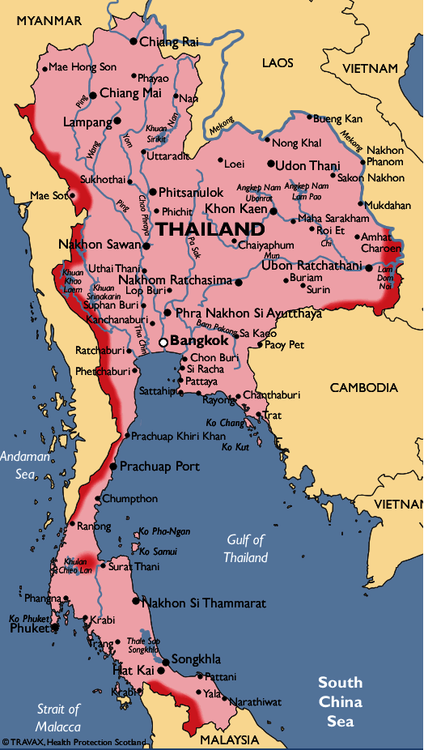 MYANMAR
Chiang Rai
LAOS
VIETNAM
Mae Hong Son
Phayao
Chiang Mai
Nan
Ping
Lampang
Khuan
Sirikit
Nan
Mekong
Bueng Kan
Mekong
Wang
Yom
Nong Khal
Uttaradit
Loei
Udon Thani
Nakhon
Phanom
Sakon Nakhon
Sukhothai
Mae Sot
Phitsanulok
Angkep Nam
Ubonrat
Angkep Nam
Lam Pao
Ping
Chao Phraya
Phichit
Khon Kaen
Mukdahan
Maha Sarakham
THAILAND
Roi Et
Chi
Amhat
Charoen
Nakhon Sawan
Pa Sak
Chaiyaphum
Mun
Ubon Ratchathani
Uthai Thani
Khuan
Khao
Laem
Khuan
Srinakarin
Nakhom Ratchasima
Buriam
Surin
Lam
Dom
Noi
Lop Buri
Suphan Buri
Phra Nakhon Si Ayutthaya
Kanchanaburi
Tha Chin
Bam Pakong
Sa Kaeo
Bangkok
Paoy Pet
Ratchaburi
Chon Buri
Phetchaburi
Si Racha
Pattaya
CAMBODIA
Sattahip
Rayong
Chanthaburi
Trat
Ko Chang
Ko Kut
Prachuap Khiri Khan
Andaman
Sea
Prachuap Port
Chumpthon
VIETNAM
Ranong
Ko Pha-Ngan
Ko Samui
Gulf of
Thailand
Khulan
Chieo Lan
Surat Thani
Phangna
Nakhon Si Thammarat
Ko Phuket
Phuket
Krabi
Trang
Thale Sap
Songkhla
Songkhla
Hat Kai
Pattani
Krabi
Yala
Narathiwat
South
China
Sea
Strait of
Malacca
© TRAVAX, Health Protection Scotland
MALAYSIA